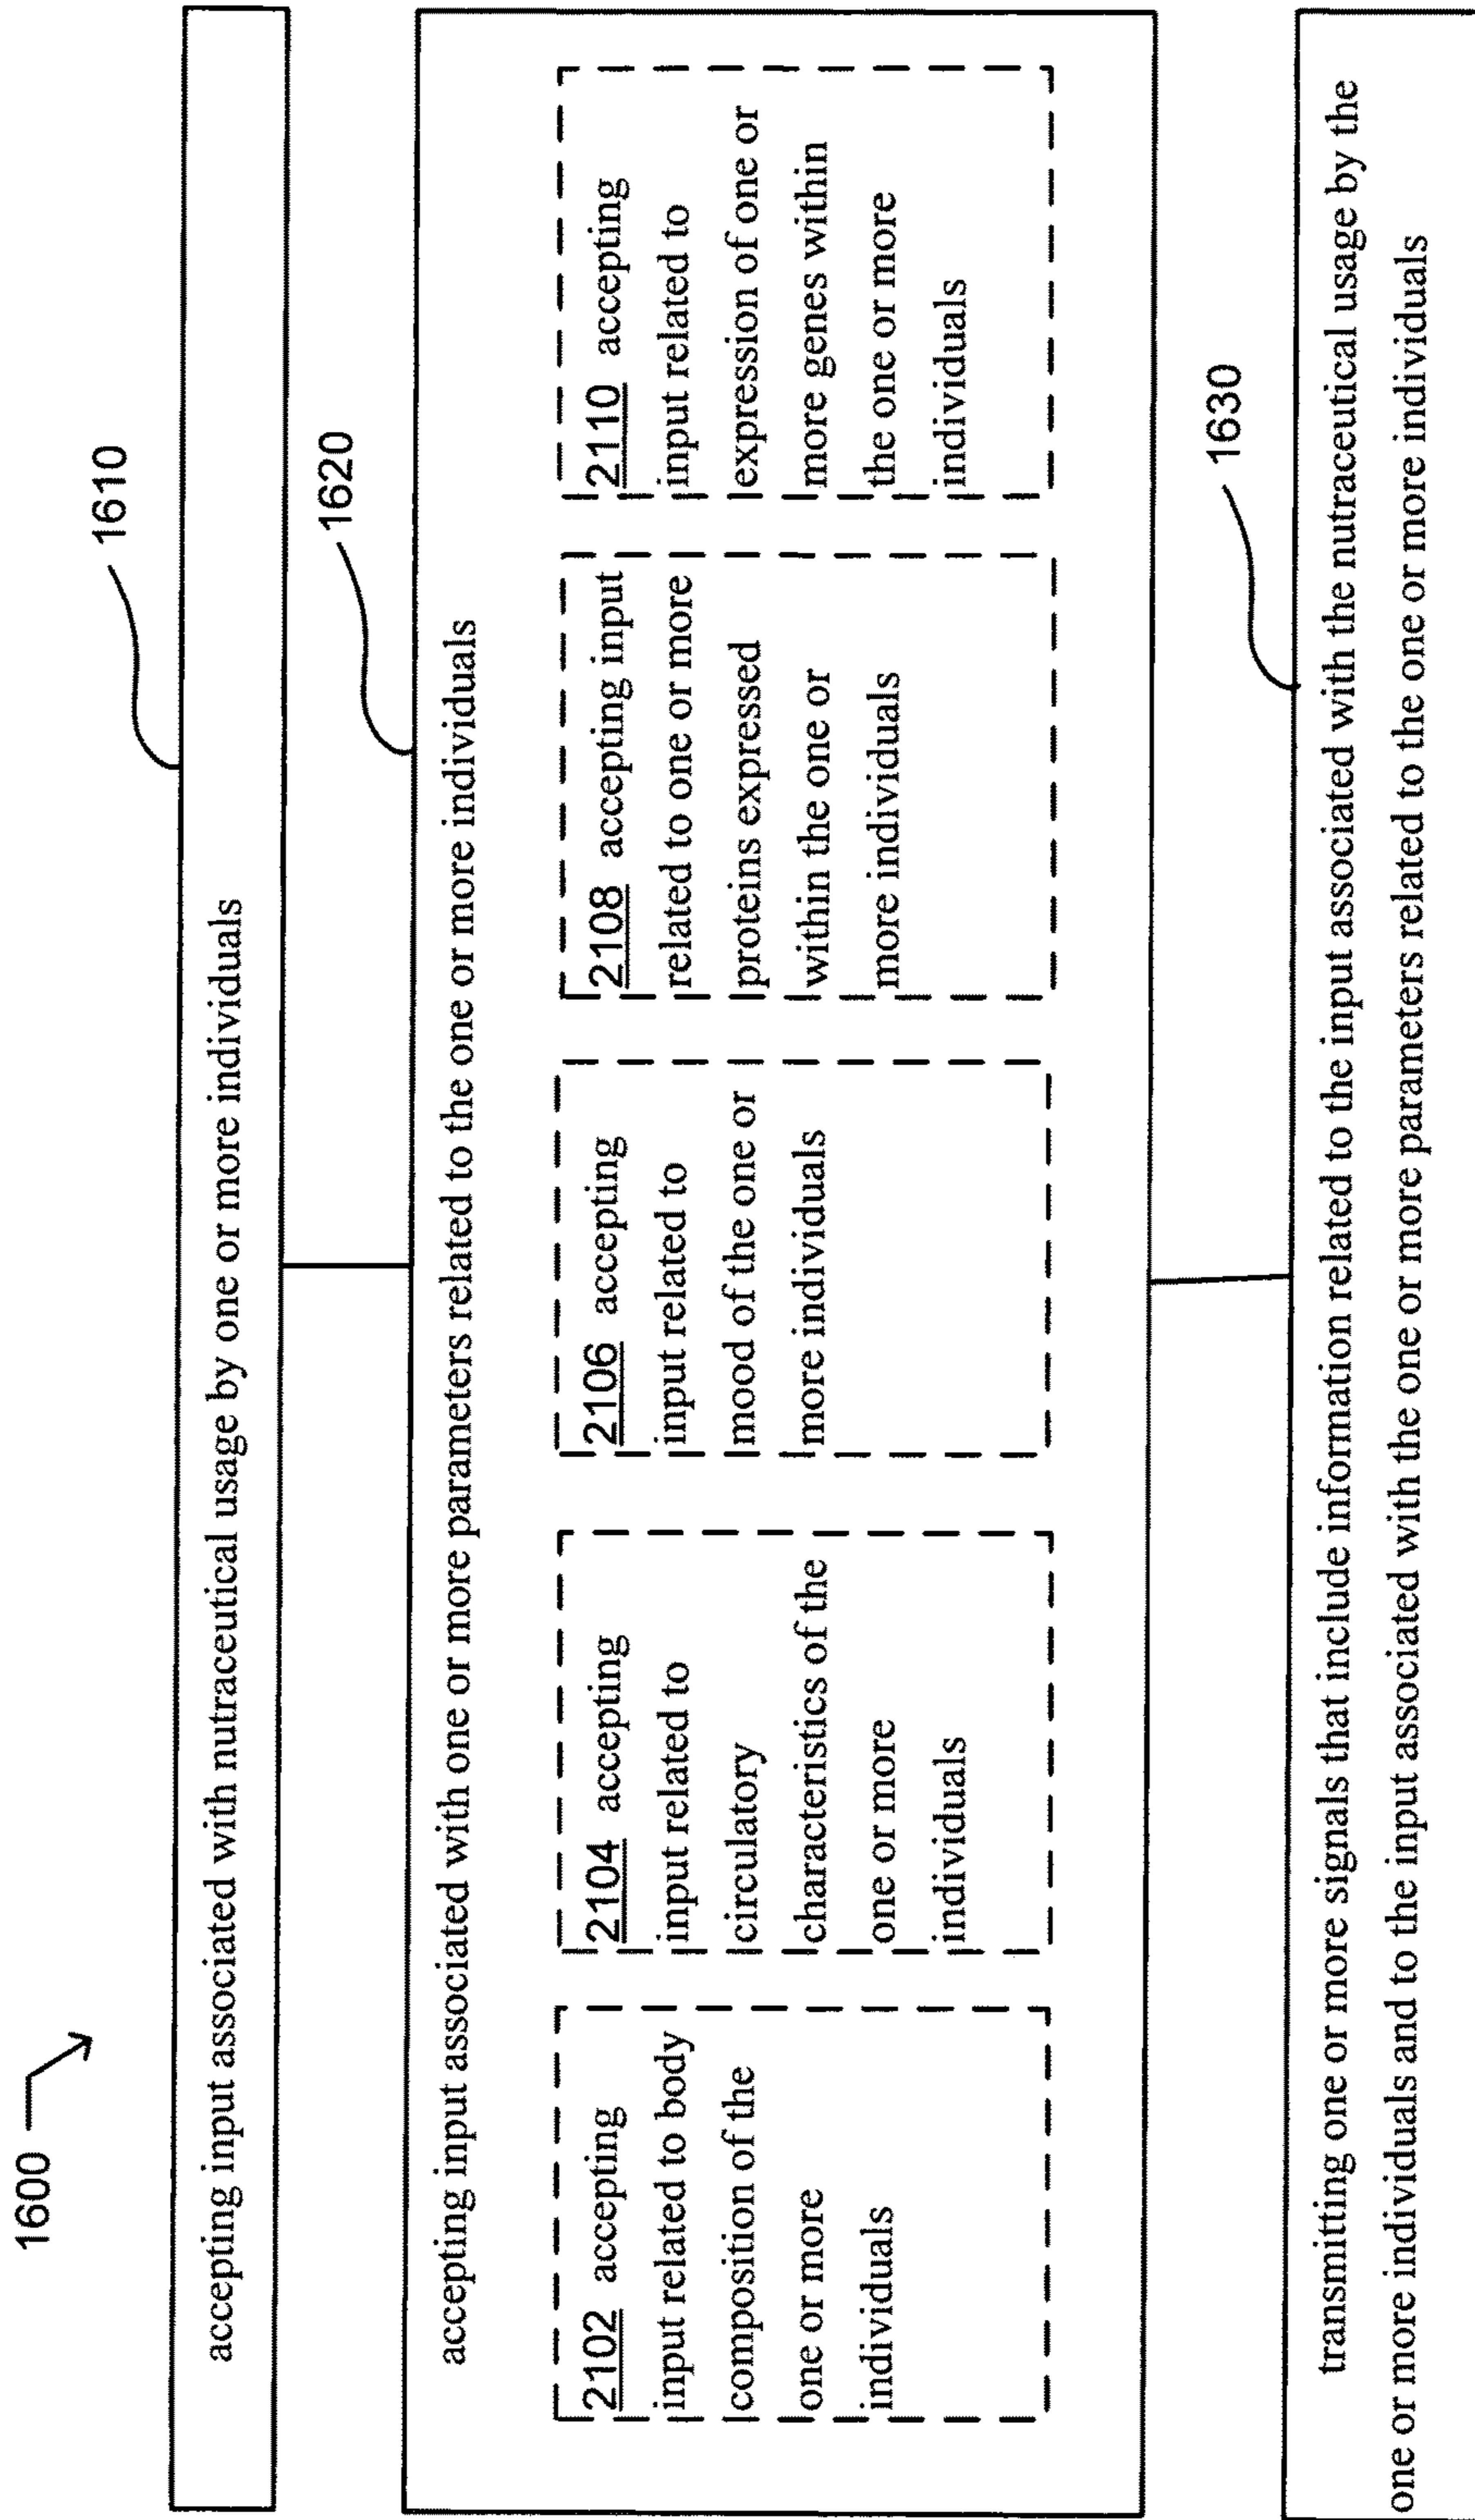 1600
1610
accepting input associated with nutraceutical usage by one or more individuals
1620
accepting input associated with one or more parameters related to the one or more individuals
2102 accepting
input related to body
composition of the
one or more
individuals
2104 accepting
input related to
circulatory
characteristics of the
one or more
individuals
2106 accepting
input related to
mood of the one or
more individuals
2108 accepting input
related to one or more
proteins expressed
within the one or
more individuals
2110 accepting
input related to
expression of one or
more genes within
the one or more
individuals
1630
transmitting one or more signals that include information related to the input associated with the nutraceutical usage by the
one or more individuals and to the input associated with the one or more parameters related to the one or more individuals